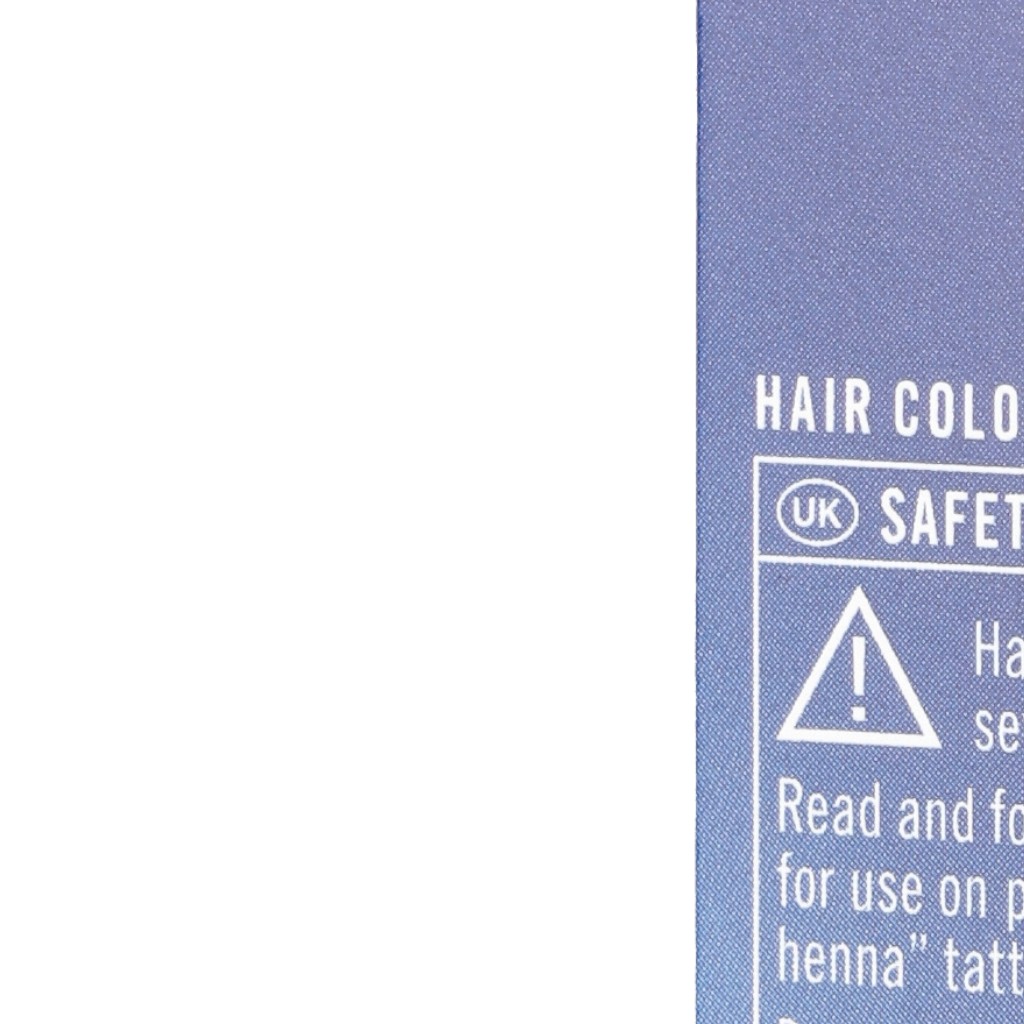 HAIR COLO
UK SAFET
Ha
se
Read and fo
for use on p
henna” tatt